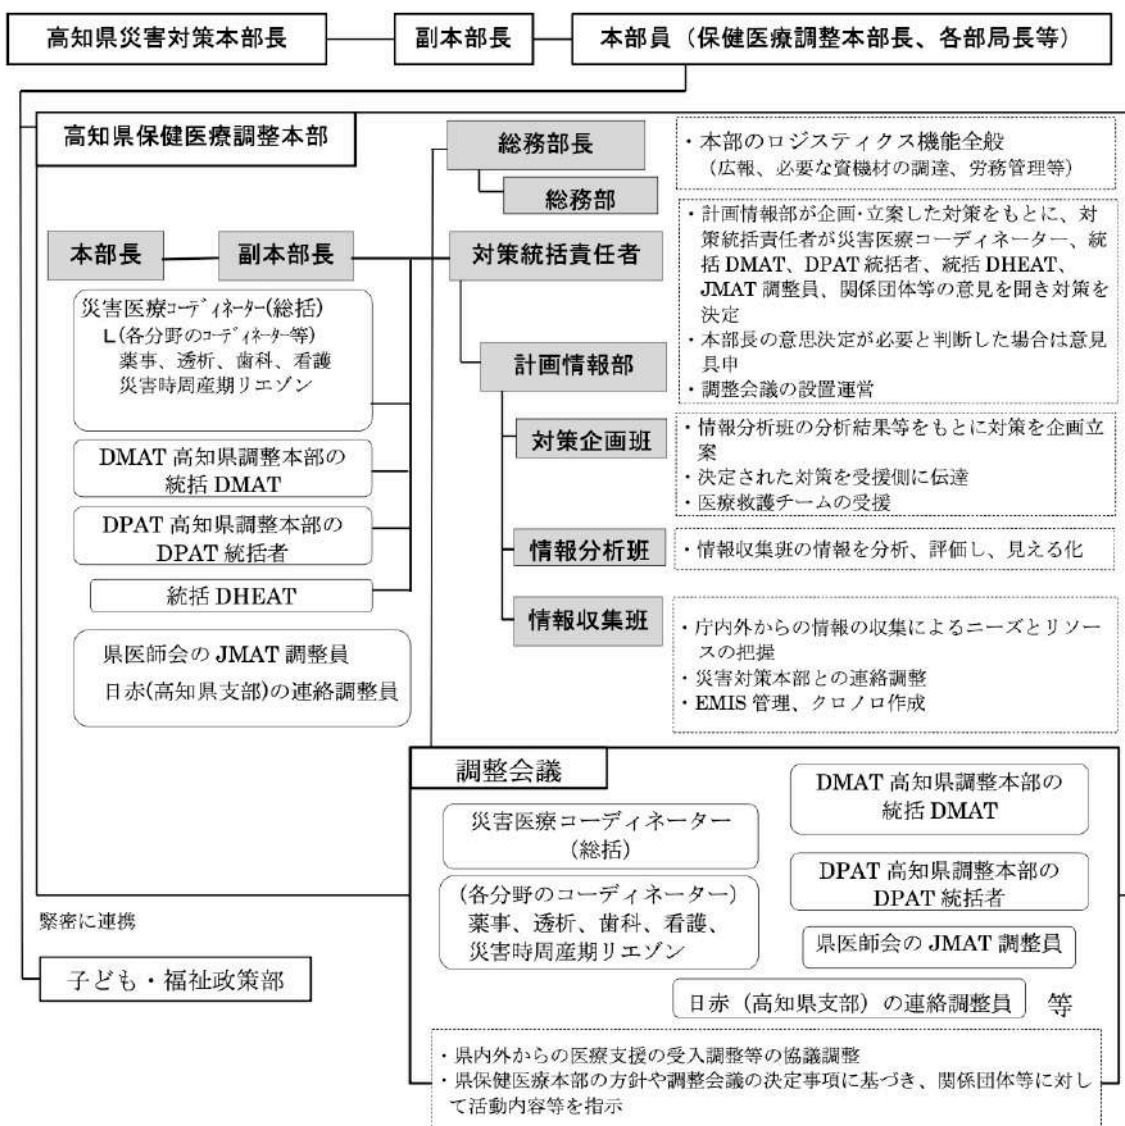 高知県災害対策本部長
副本部長
本部員（保健医療調整本部長、各部局長等）
高知県保健医療調整本部
本部長
副本部長
災害医療ｺｰﾃﾞｨﾈｰﾀｰ(総括)
L(各分野のｺｰﾃﾞｨﾈｰﾀｰ等)
薬事、透析、歯科、看護
災害時周産期リエゾン
DMAT 高知県調整本部の
統括 DMAT
DPAT 高知県調整本部の
DPAT 統括者
統括 DHEAT
県医師会の JMAT 調整員
日赤(高知県支部)の連絡調整員
総務部長
総務部
・本部のロジスティクス機能全般
（広報、必要な資機材の調達、労務管理等）
対策統括責任者
・計画情報部が企画･立案した対策をもとに、対
策統括責任者が災害医療コーディネーター、統
括 DMAT、DPAT 統括者、統括 DHEAT、
JMAT 調整員、関係団体等の意見を聞き対策を
決定
・本部長の意思決定が必要と判断した場合は意見
具申
・調整会議の設置運営
計画情報部
対策企画班
・情報分析班の分析結果等をもとに対策を企画立
案
・決定された対策を受援側に伝達
・医療救護チームの受援
情報分析班
・情報収集班の情報を分析、評価し、見える化
情報収集班
・庁内外からの情報の収集によるニーズとリソー
スの把握
・災害対策本部との連絡調整
・EMIS 管理、クロノロ作成
調整会議
災害医療コーディネーター
（総括）
(各分野のコーディネーター)
薬事、透析、歯科、看護、
災害時周産期リエゾン
DMAT 高知県調整本部の
統括 DMAT
DPAT 高知県調整本部の
DPAT 統括者
県医師会の JMAT 調整員
日赤（高知県支部）の連絡調整員
等
・県内外からの医療支援の受入調整等の協議調整
・県保健医療本部の方針や調整会議の決定事項に基づき、関係団体等に対し
て活動内容等を指示
緊密に連携
子ども・福祉政策部